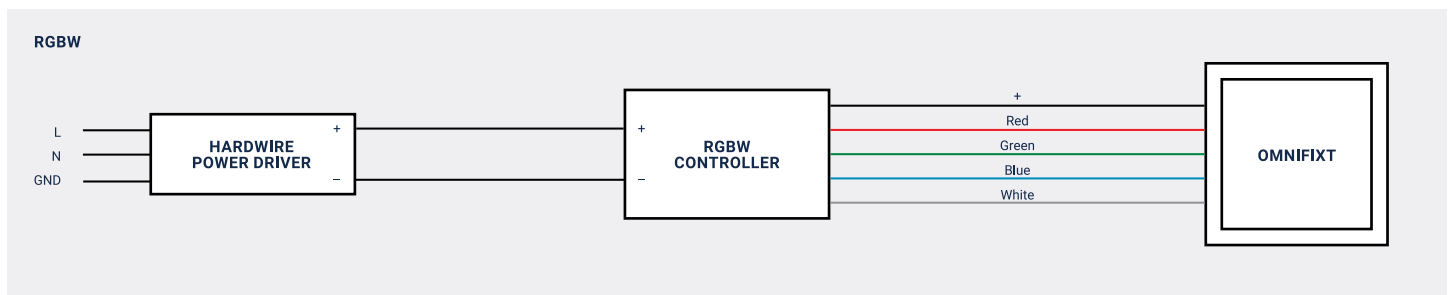 RGBW
L
N
GND
HARDWIRE
POWER DRIVER
+
–
+
–
RGBW
CONTROLLER
+
Red
Green
Blue
White
OMNIFIXT